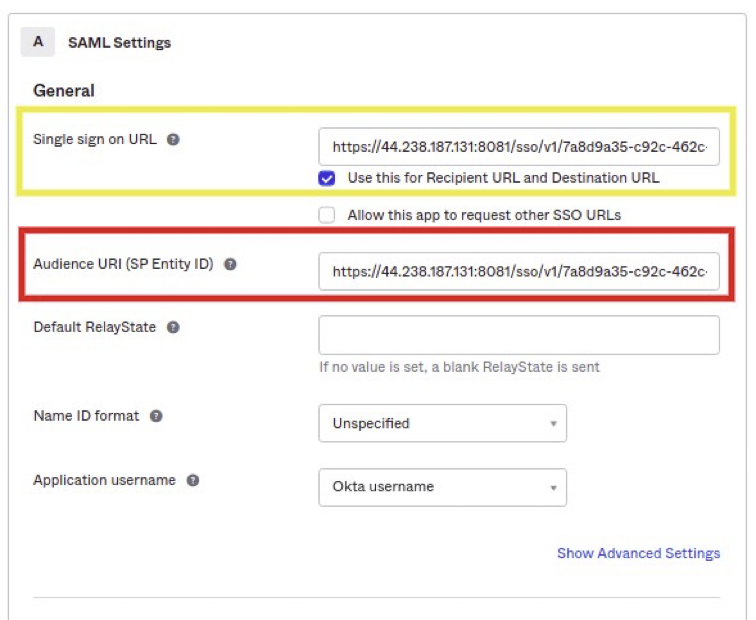 A SAML Settings
General
Single sign on URL ?
https://44.238.187.131:8081/sso/v1/7a8d9a35-c92c-462c-
Use this for Recipient URL and Destination URL
Allow this app to request other SSO URLs
Audience URI (SP Entity ID) ?
https://44.238.187.131:8081/sso/v1/7a8d9a35-c92c-462c-
Default RelayState ?
If no value is set, a blank RelayState is sent
Name ID format ?
Unspecified
Application username ?
Okta username
Show Advanced Settings